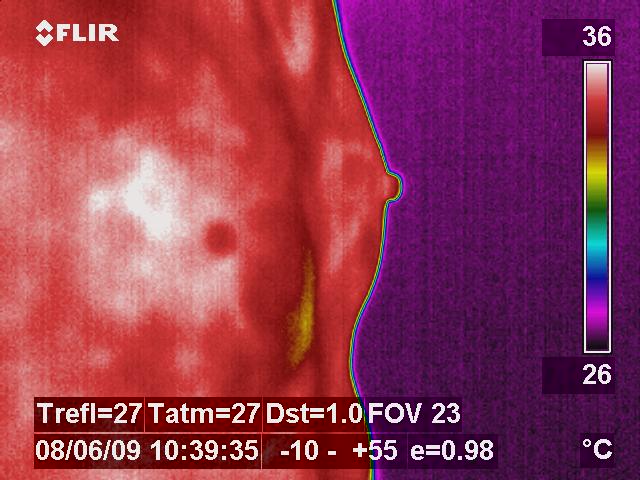 FLIR
36
26
Trefl=27 Tatm=27 Dst=1.0 FOV 23
08/06/09 10:39:35 -10 - +55 e=0.98
°C